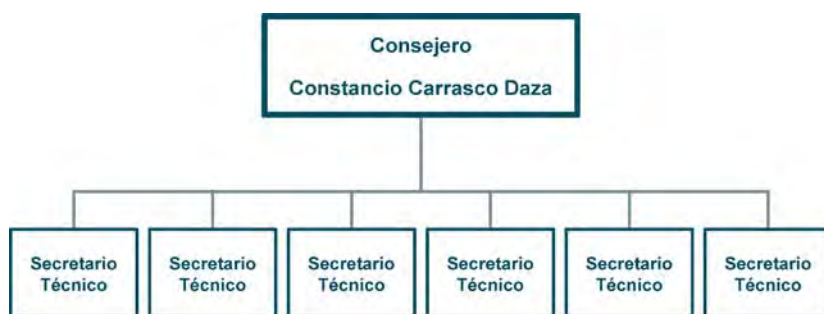 Consejero
Constancio Carrasco Daza
Secretario
Técnico
Secretario
Técnico
Secretario
Técnico
Secretario
Técnico
Secretario
Técnico
Secretario
Técnico